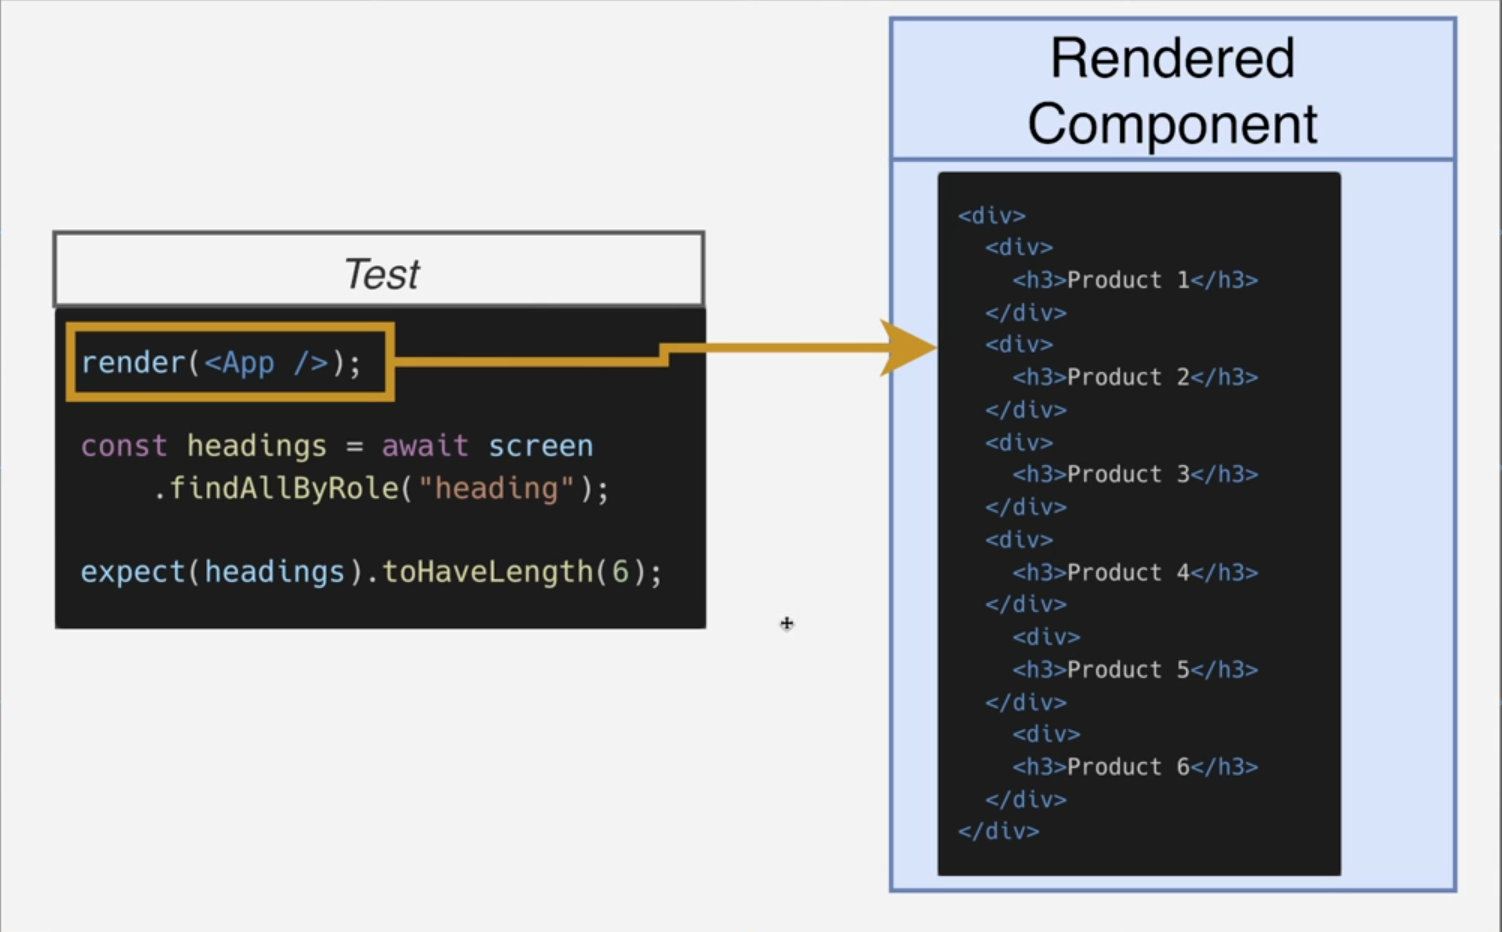 Test
render(<App />);
const headings = await screen
.findAllByRole("heading");
expect(headings).toHaveLength(6);
Rendered
Component
<div>
<div>
<h3>Product 1</h3>
</div>
<div>
<h3>Product 2</h3>
</div>
<div>
<h3>Product 3</h3>
</div>
<div>
<h3>Product 4</h3>
</div>
<div>
<h3>Product 5</h3>
</div>
<div>
<h3>Product 6</h3>
</div>
</div>